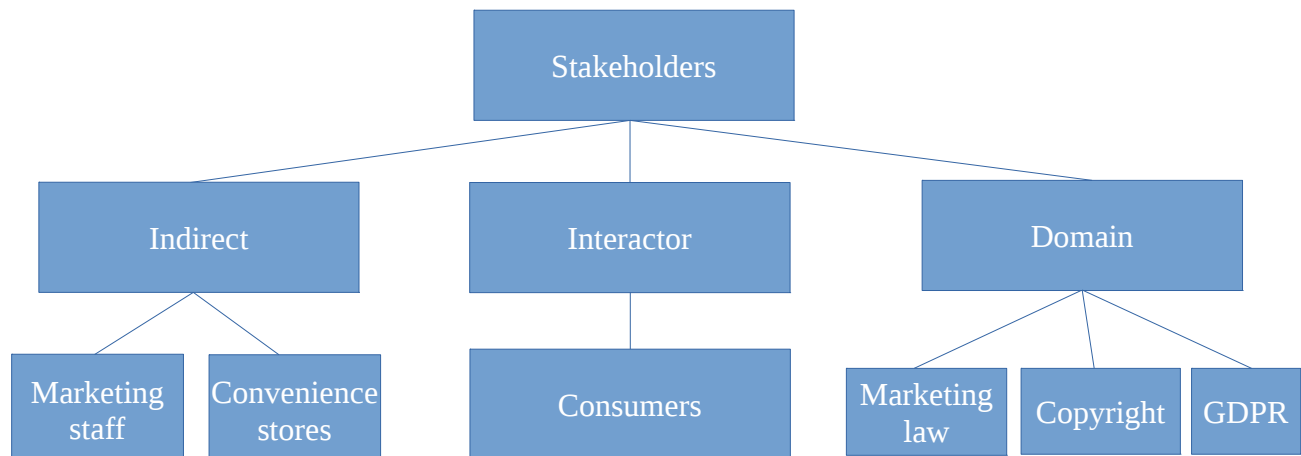 Stakeholders
Indirect
Interactor
Domain
Marketing
staff
Convenience
stores
Consumers
Marketing
law
Copyright
GDPR